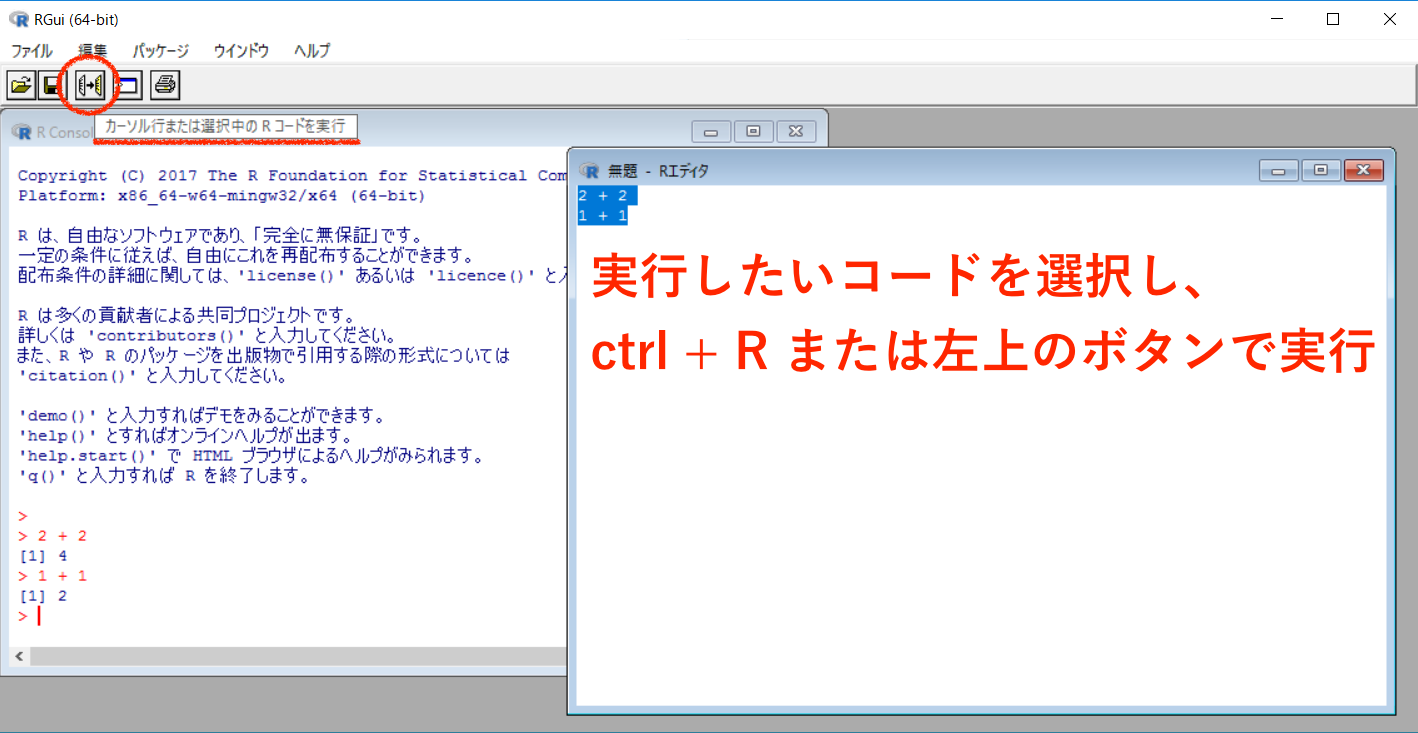 RGui (64-bit)
ファイル 編集 パッケージ ウインドウ ヘルプ
カーソル行または選択中の R コードを実行
R Consol
Copyright (C) 2017 The R Foundation for Statistical Com
Platform: x86_64-w64-mingw32/x64 (64-bit)
R は、自由なソフトウェアであり、「完全に無保証」です。
一定の条件に従えば、自由にこれを再配布することができます。
配布条件の詳細に関しては、'license()' あるいは 'licence()' と入
R は多くの貢献者による共同プロジェクトです。
詳しくは 'contributors()' と入力してください。
また、R や R のパッケージを出版物で引用する際の形式については
'citation()' と入力してください。
'demo()' と入力すればデモをみることができます。
'help()' とすればオンラインヘルプが出ます。
'help.start()' で HTML ブラウザによるヘルプがみられます。
'q()' と入力すれば R を終了します。
>
> 2 + 2
[1] 4
> 1 + 1
[1] 2
>
無題 - Rエディタ
2 + 2
1 + 1
実行したいコードを選択し、
ctrl + R または左上のボタンで実行